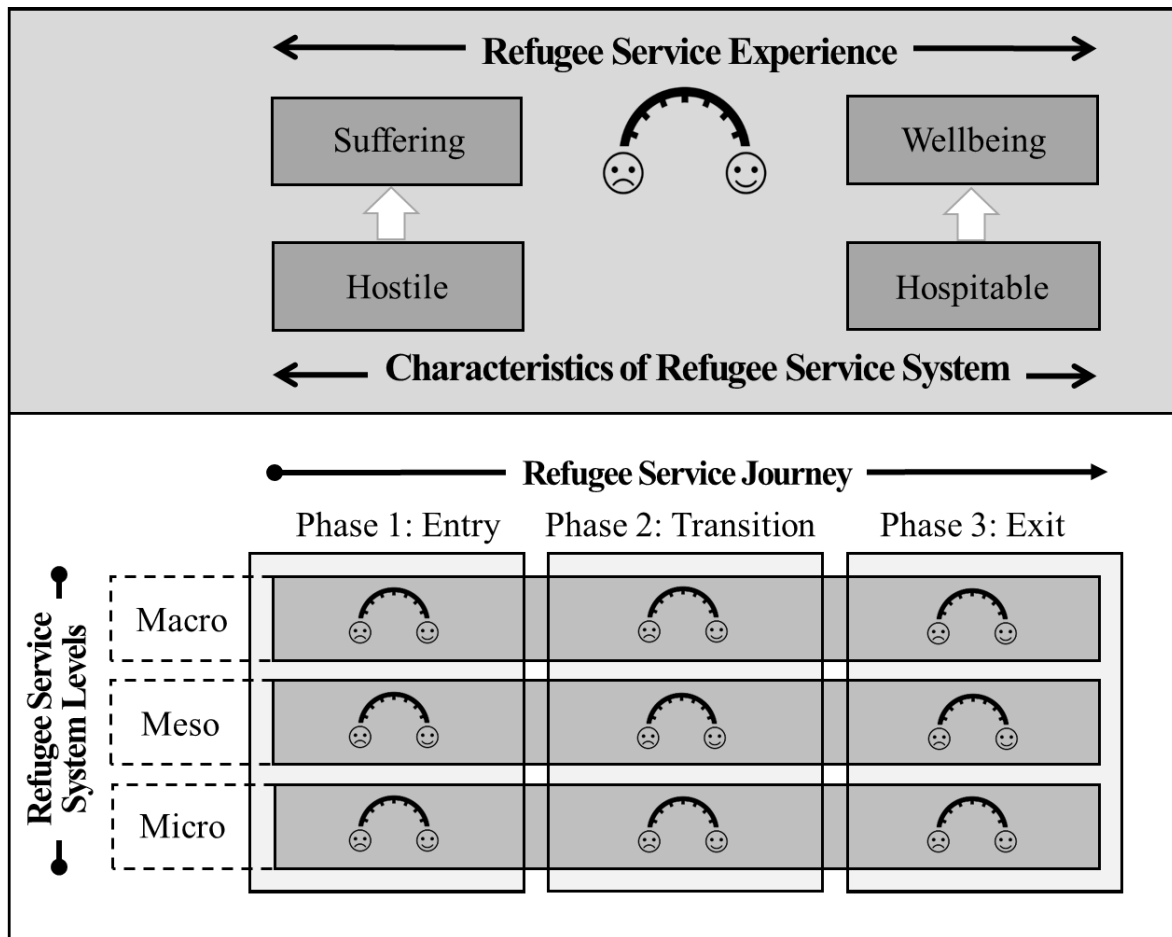 Refugee Service Experience
Suffering
Wellbeing
Hostile
Hospitable
Characteristics of Refugee Service System
Refugee Service Journey
Phase 1: Entry
Phase 2: Transition
Phase 3: Exit
Refugee Service
System Levels
Macro
Meso
Micro